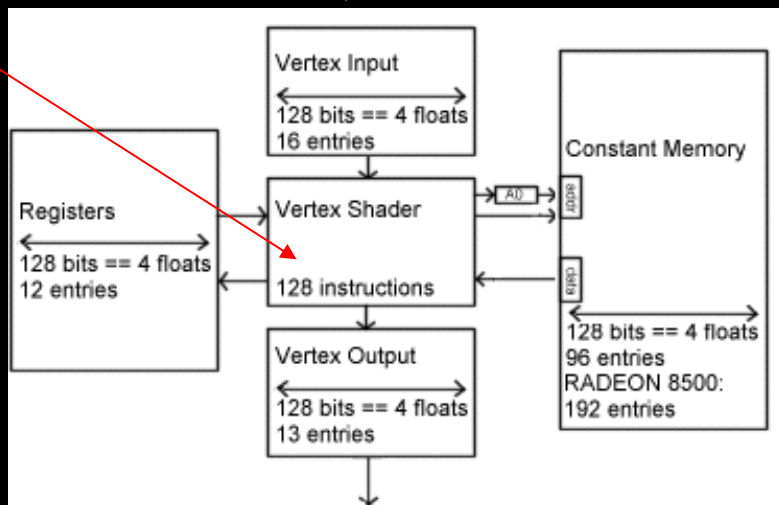 Vertex Input
128 bits == 4 floats
16 entries
Registers
128 bits == 4 floats
12 entries
Vertex Shader
128 instructions
A0
addr
data
Constant Memory
128 bits == 4 floats
96 entries
RADEON 8500:
192 entries
Vertex Output
128 bits == 4 floats
13 entries